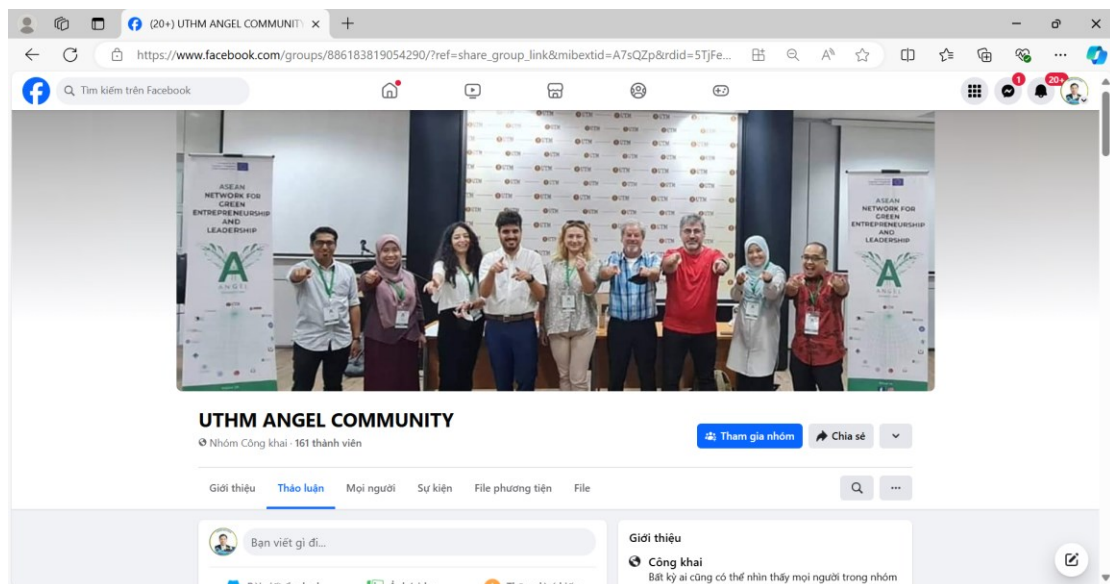 (20+) UTHM ANGEL COMMUNIT
https://www.facebook.com/groups/886183819054290/?ref=share_group_link&mibextid=A7sQZp&rdid=5TjFe...
Tìm kiếm trên Facebook
1
20+
ASEAN
NETWORK FOR
GREEN
ENTREPRENEURSHIP
AND
LEADERSHIP
ANGEL
ASEAN
NETWORK FOR
GREEN
ENTREPRENEURSHIP
AND
LEADERSHIP
ANGEL
UTHM ANGEL COMMUNITY
Nhóm Công khai · 161 thành viên
Tham gia nhóm
Chia sẻ
Giới thiệu Thảo luận Mọi người Sự kiện File phương tiện File
Bạn viết gì đi...
Giới thiệu
Công khai
Bất kỳ ai cũng có thể nhìn thấy mọi người trong nhóm